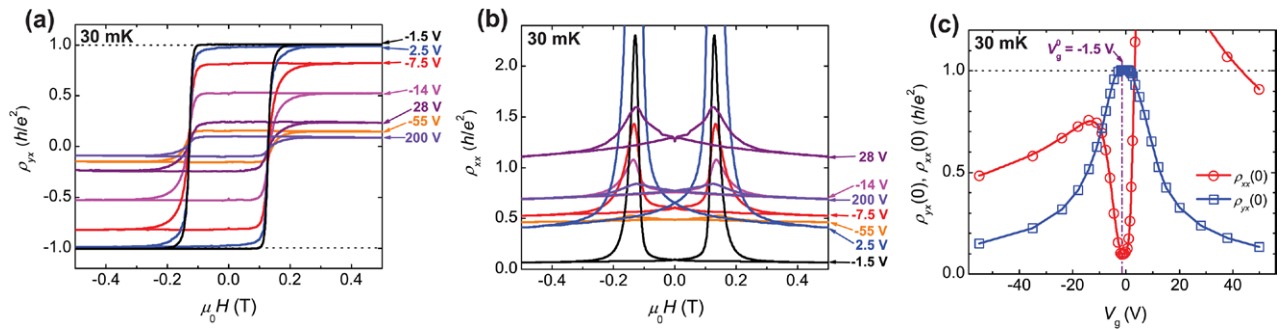 (a)
30 mK
1.0
0.5
0.0
-0.5
-1.0
ρyx (h/e²)
-0.4
-0.2
0.0
0.2
0.4
μ0H (T)
-1.5 V
2.5 V
-7.5 V
-14 V
28 V
-55 V
200 V
(b)
30 mK
2.0
1.5
1.0
0.5
0.0
ρxx (h/e²)
-0.4
-0.2
0.0
0.2
0.4
μ0H (T)
28 V
-14 V
200 V
-7.5 V
-55 V
2.5 V
-1.5 V
(c)
30 mK
Vg⁰ = -1.5 V
1.0
0.5
0.0
ρyx(0), ρxx(0) (h/e²)
ρxx(0)
ρyx(0)
-40
-20
0
20
40
Vg (V)